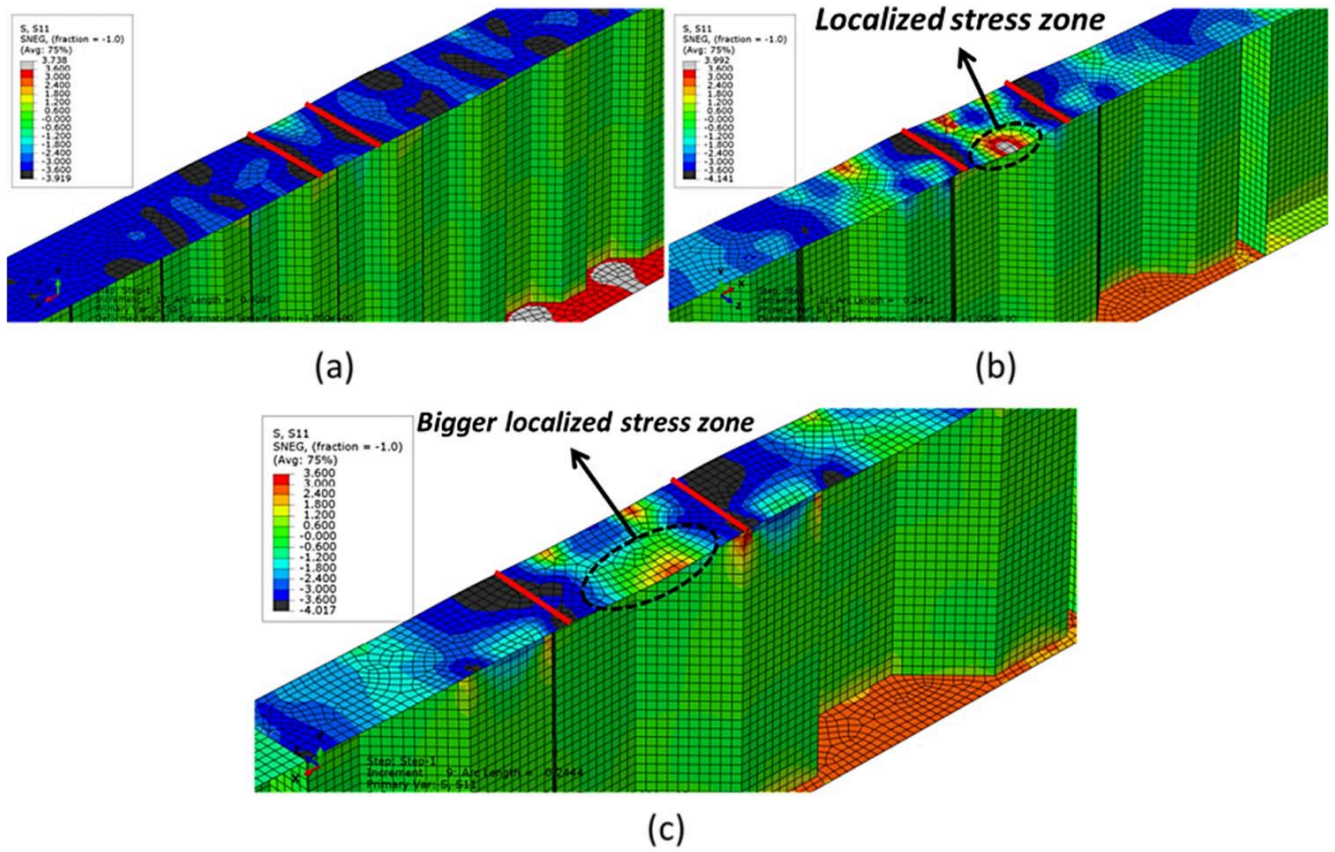 S, S11
SNEG, (fraction = -1.0)
(Avg: 75%)
3.738
3.600
3.000
2.400
1.800
1.200
0.600
0.000
-0.600
-1.200
-1.800
-2.400
-3.000
-3.600
-3.919
(a)
Localized stress zone
S, S11
SNEG, (fraction = -1.0)
(Avg: 75%)
3.992
3.600
3.000
2.400
1.800
1.200
0.600
-0.000
-0.600
-1.200
-1.800
-2.400
-3.000
-3.600
-4.141
(b)
Bigger localized stress zone
S, S11
SNEG, (fraction = -1.0)
(Avg: 75%)
3.600
3.000
2.400
1.800
1.200
0.600
-0.000
-0.600
-1.200
-1.800
-2.400
-3.000
-3.600
-4.017
X
Step: Step-1
Increment 9: Arc Length = 0.2444
Primary Var: S, S11
(c)